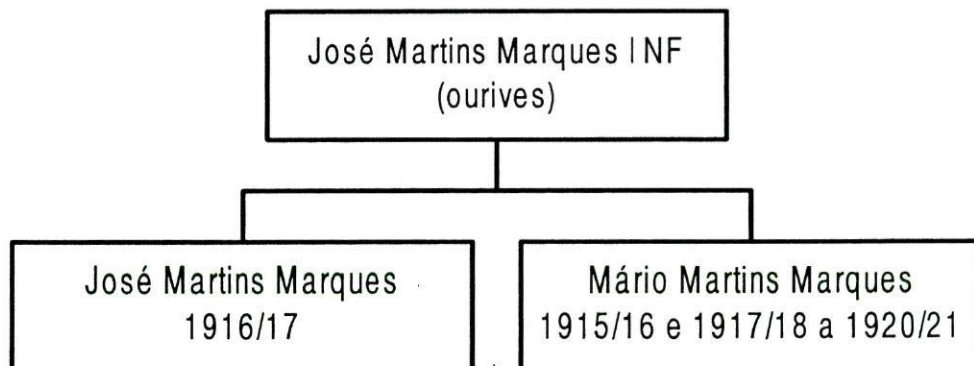 José Martins Marques I NF
(ourives)
José Martins Marques
1916/17
Mário Martins Marques
1915/16 e 1917/18 a 1920/21